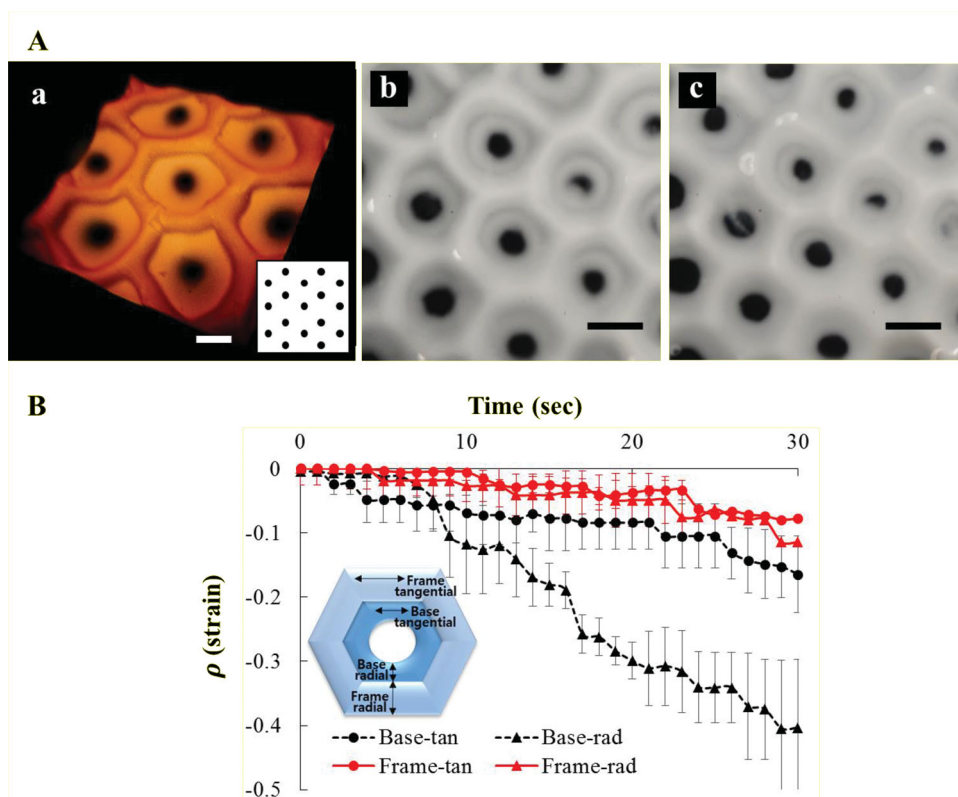 A
a
b
c
B
Time (sec)
0 10 20 30
0
-0.1
-0.2
-0.3
-0.4
-0.5
ρ (strain)
Frame
tangential
Base
tangential
Base
radial
Frame
radial
Base-tan Base-rad
Frame-tan Frame-rad